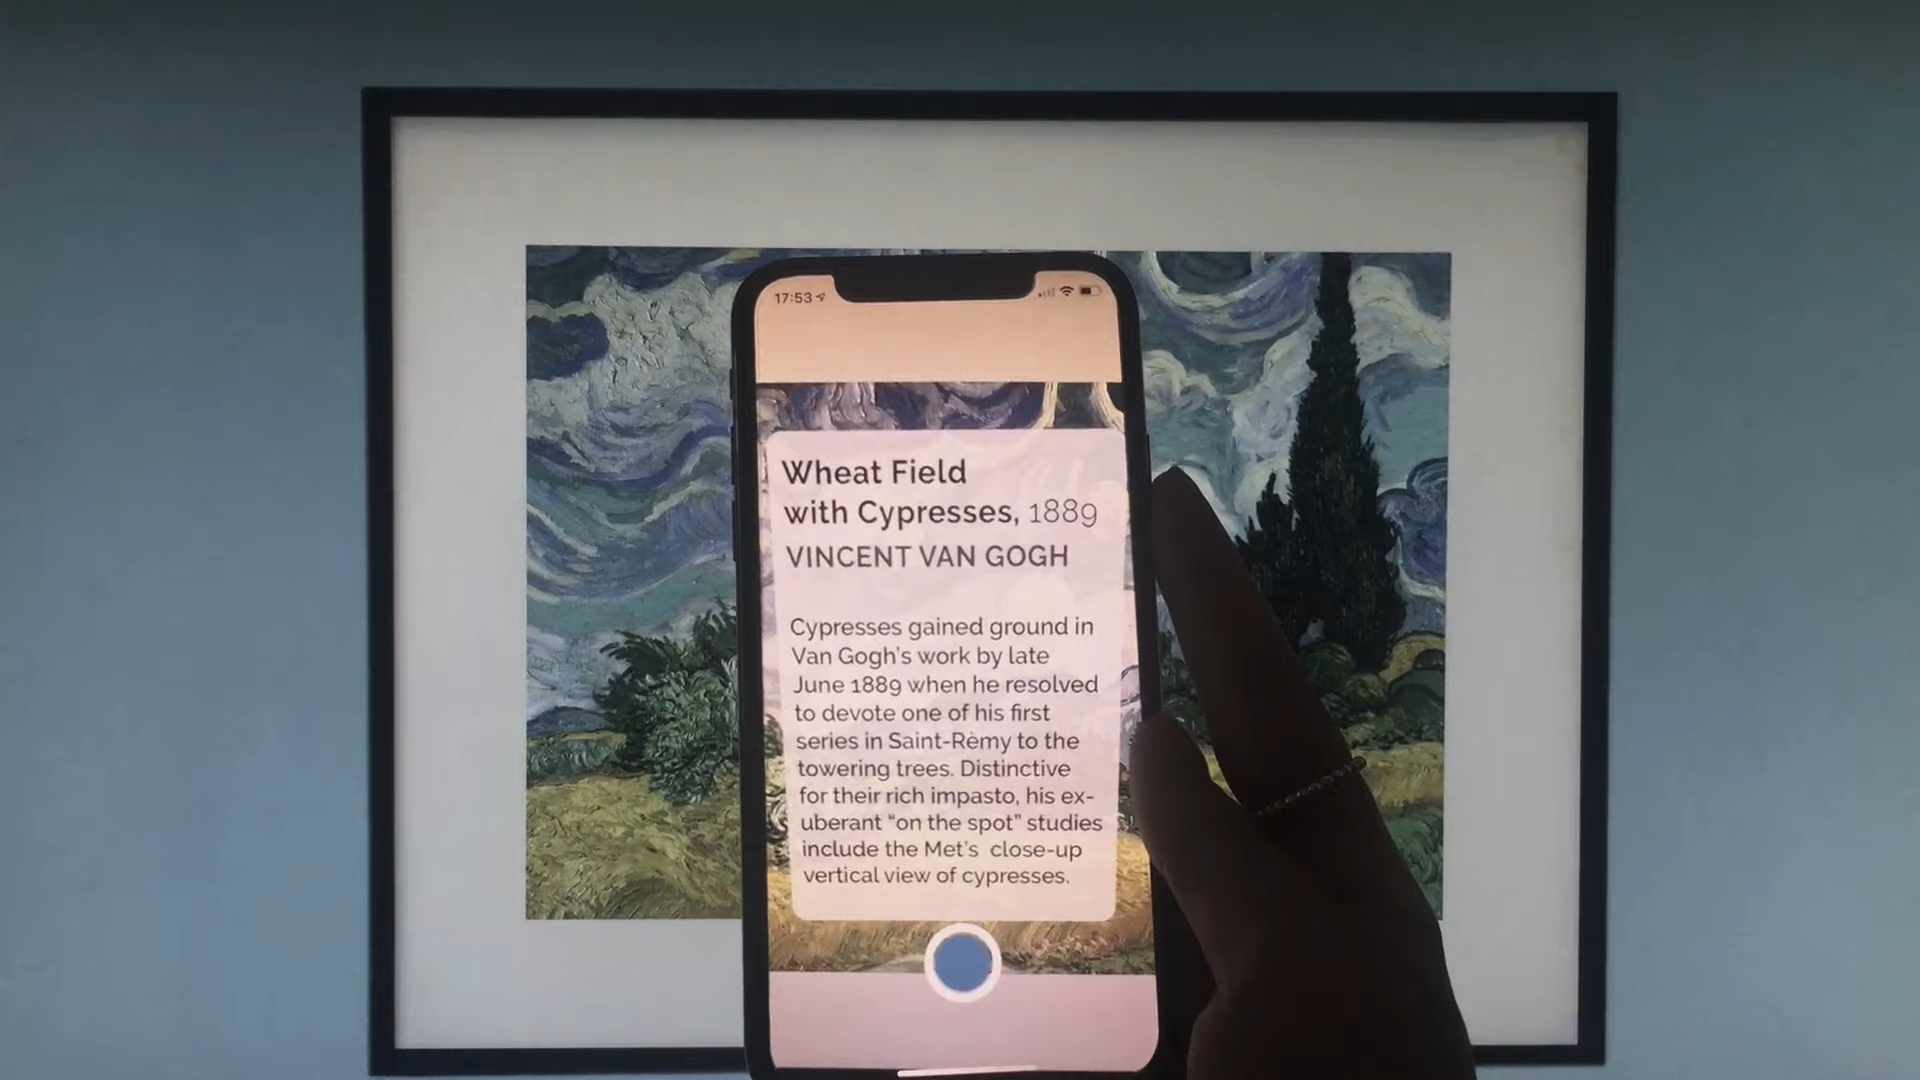 17:53
Wheat Field
with Cypresses, 1889
VINCENT VAN GOGH
Cypresses gained ground in
Van Gogh's work by late
June 1889 when he resolved
to devote one of his first
series in Saint-Rémy to the
towering trees. Distinctive
for their rich impasto, his ex-
uberant “on the spot” studies
include the Met's close-up
vertical view of cypresses.